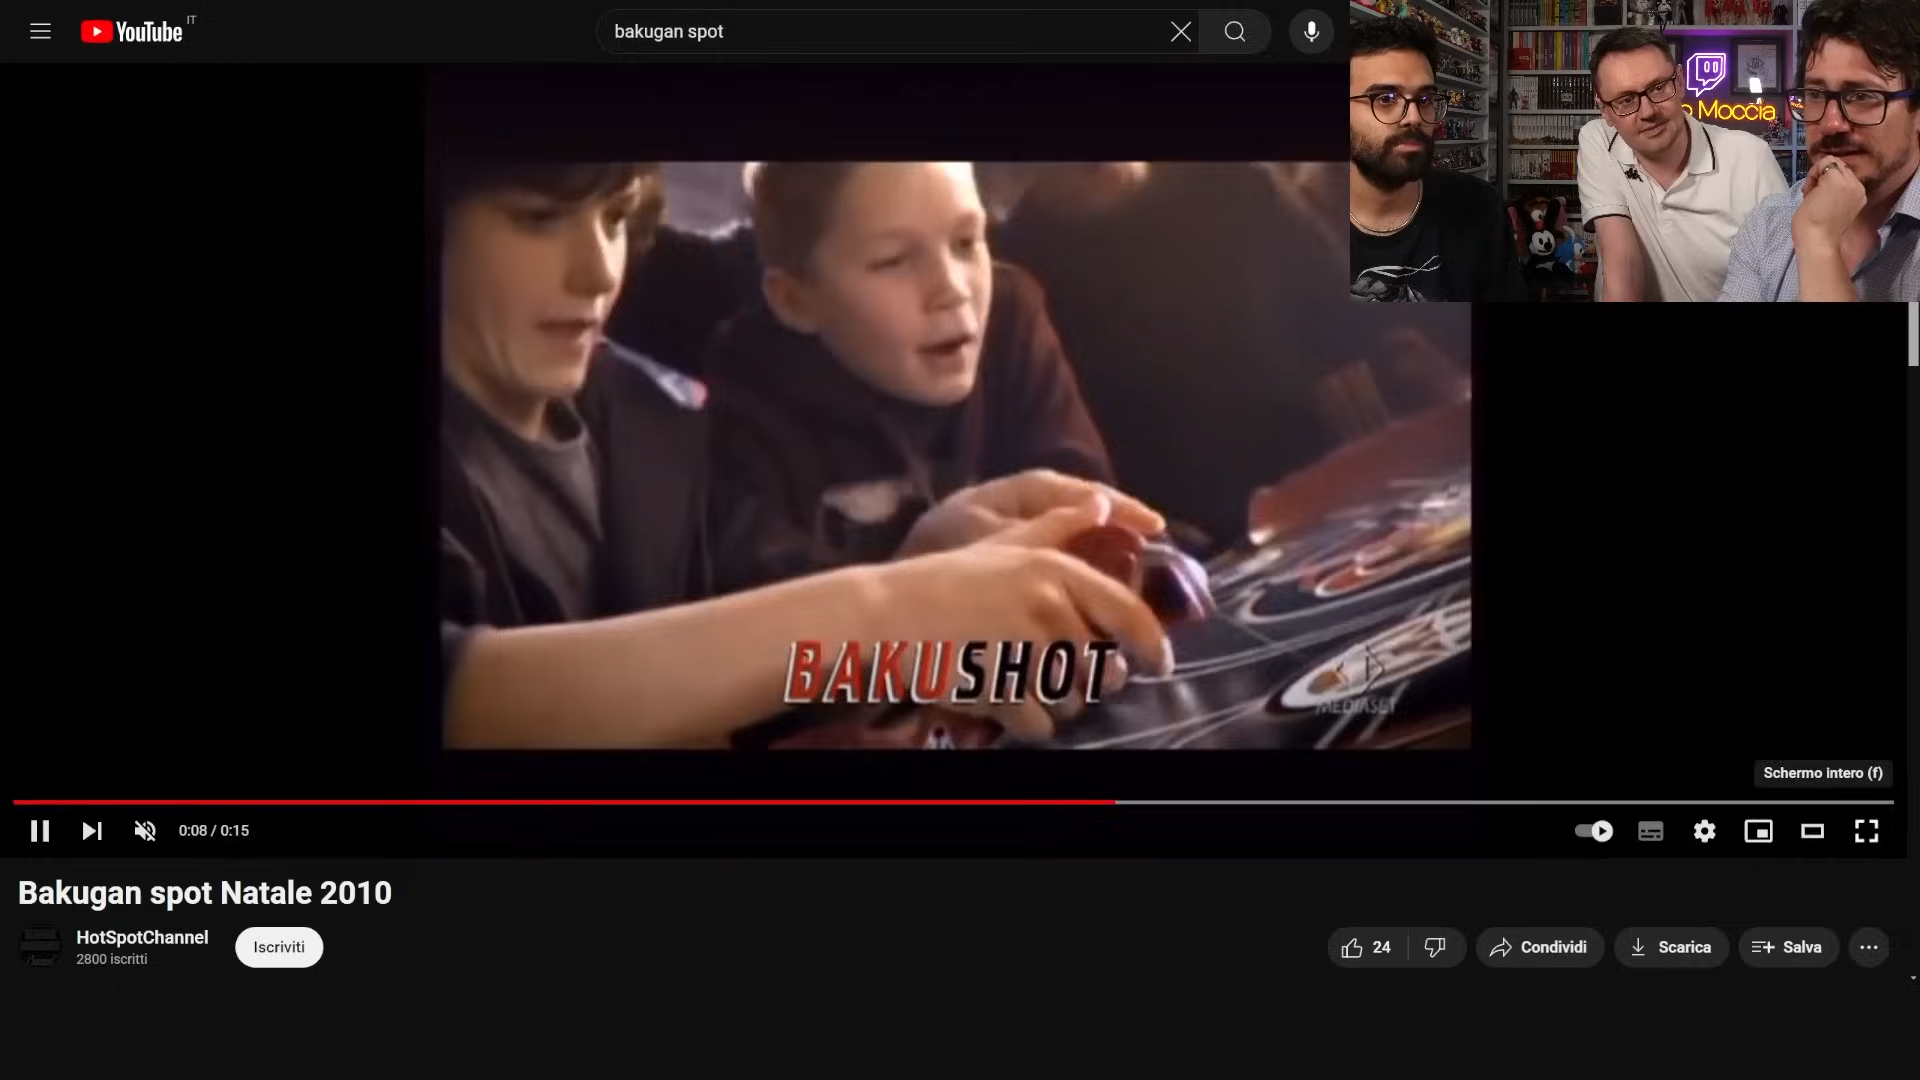 YouTube
IT
bakugan spot
o Moccia
BAKUSHOT
MEDIASET
Schermo intero (f)
0:08 / 0:15
Bakugan spot Natale 2010
HotSpotChannel
2800 iscritti
Iscriviti
24
Condividi
Scarica
Salva